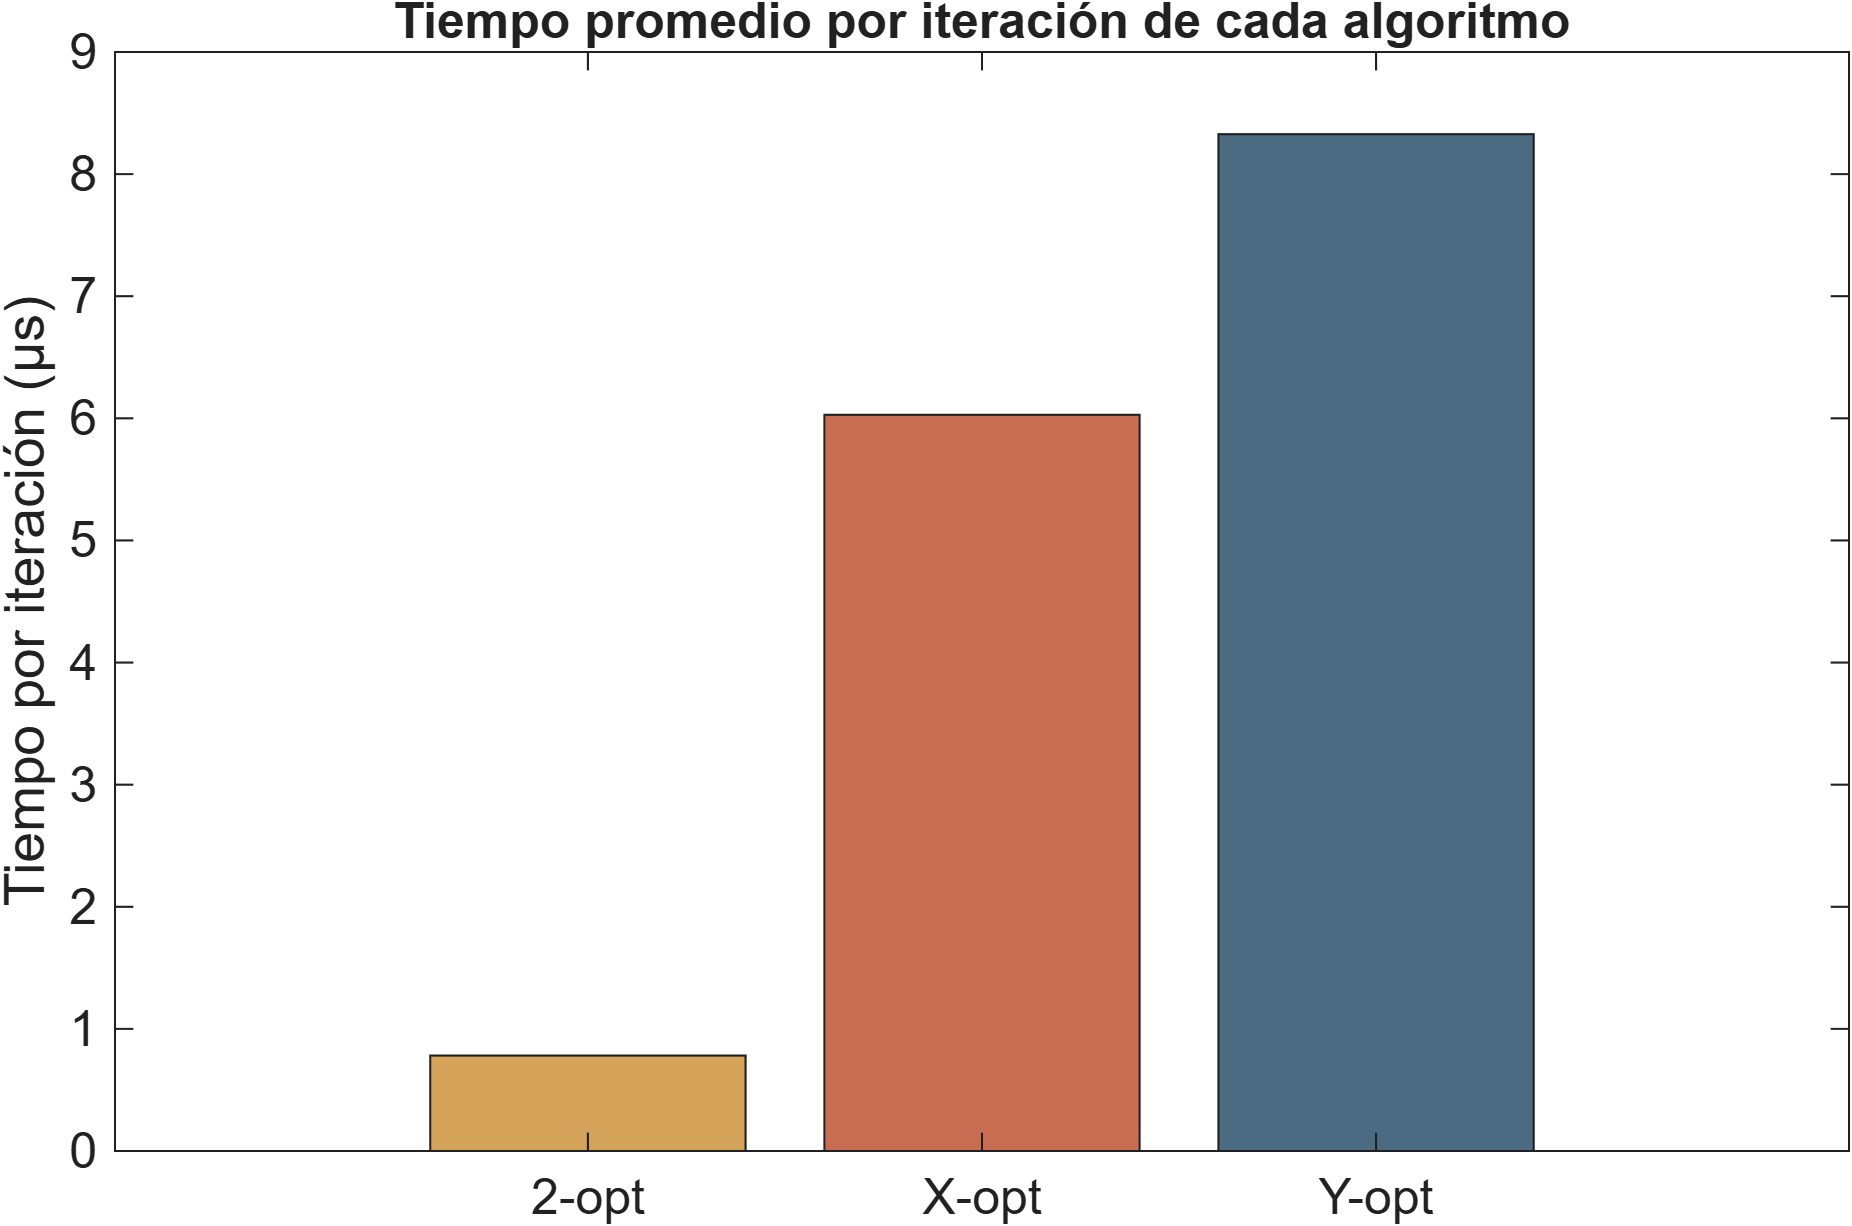 Tiempo promedio por iteración de cada algoritmo
Tiempo por iteración (µs)
9
8
7
6
5
4
3
2
1
0
2-opt
X-opt
Y-opt